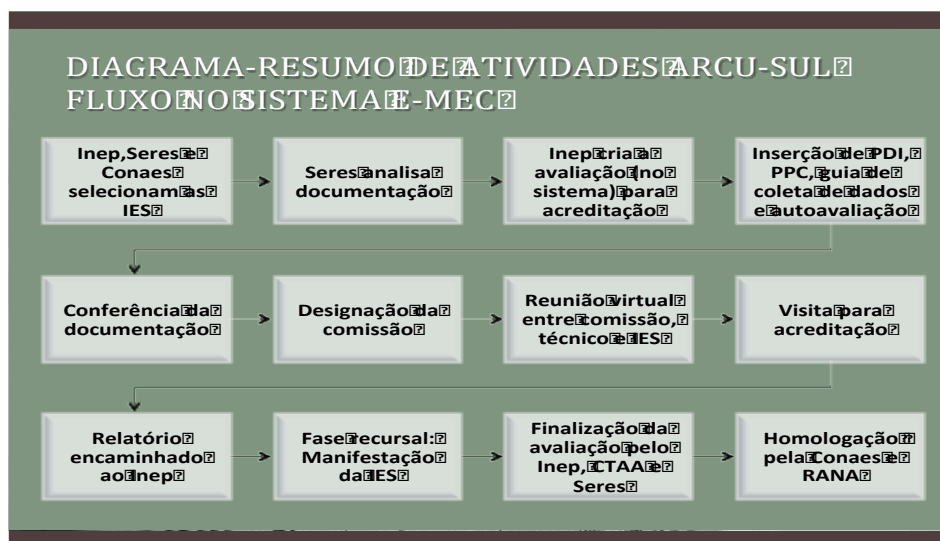 DIAGRAMA-RESUMO DE ATIVIDADES ARCU-SUL
FLUXO NO SISTEMA E-MEC
Inep,Seres e
Conaes
selecionam as
IES
Seres analisa
documentação
Inep cria a
avaliação (no
sistema) para
acreditação
Inserção de PDI,
PPC, guia de
coleta de dados
e autoavaliação
Conferência da
documentação
Designação da
comissão
Reunião virtual
entre comissão,
técnico e IES
Visita para
acreditação
Relatório
encaminhado
ao Inep
Fase recursal:
Manifestação
da IES
Finalização da
avaliação pelo
Inep, CTAA e
Seres
Homologação
pela Conaes e
RANA